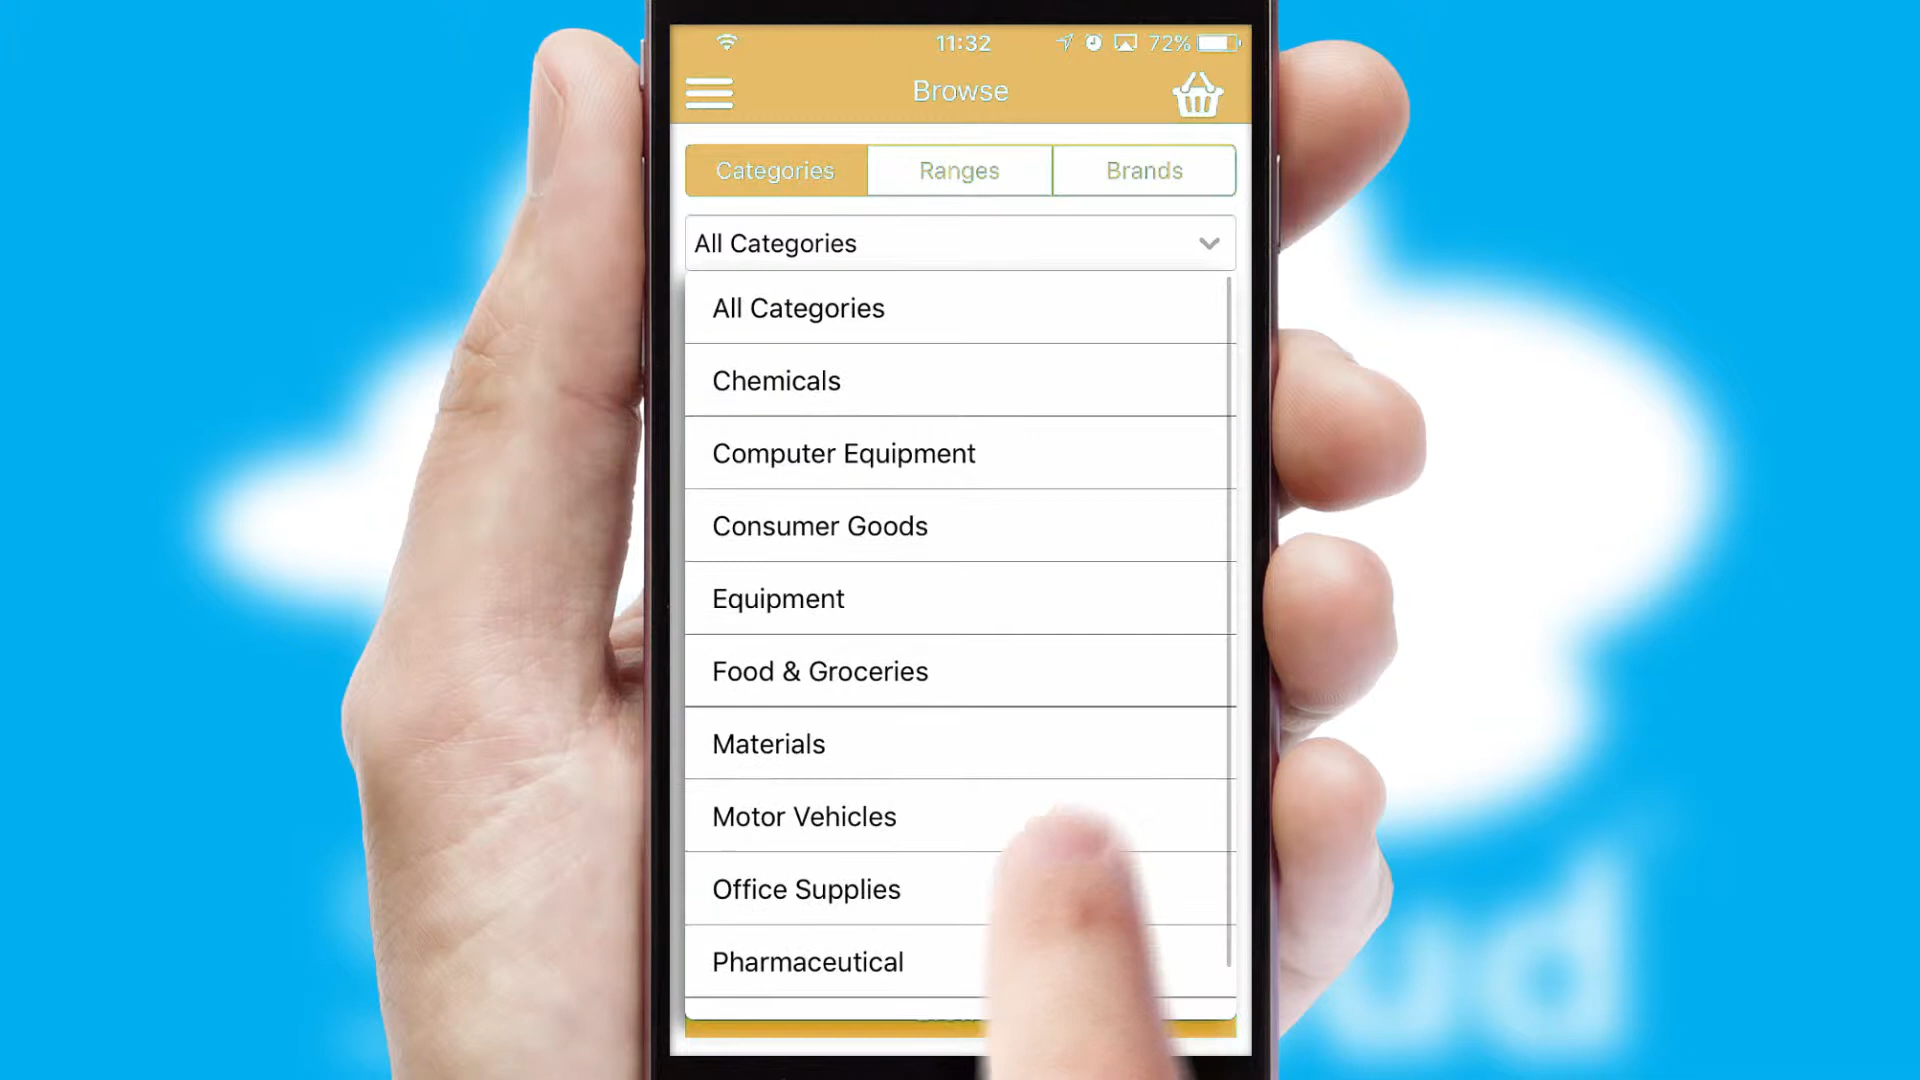 11:32 72%
Browse
Categories Ranges Brands
All Categories
All Categories
Chemicals
Computer Equipment
Consumer Goods
Equipment
Food & Groceries
Materials
Motor Vehicles
Office Supplies
Pharmaceutical
ud